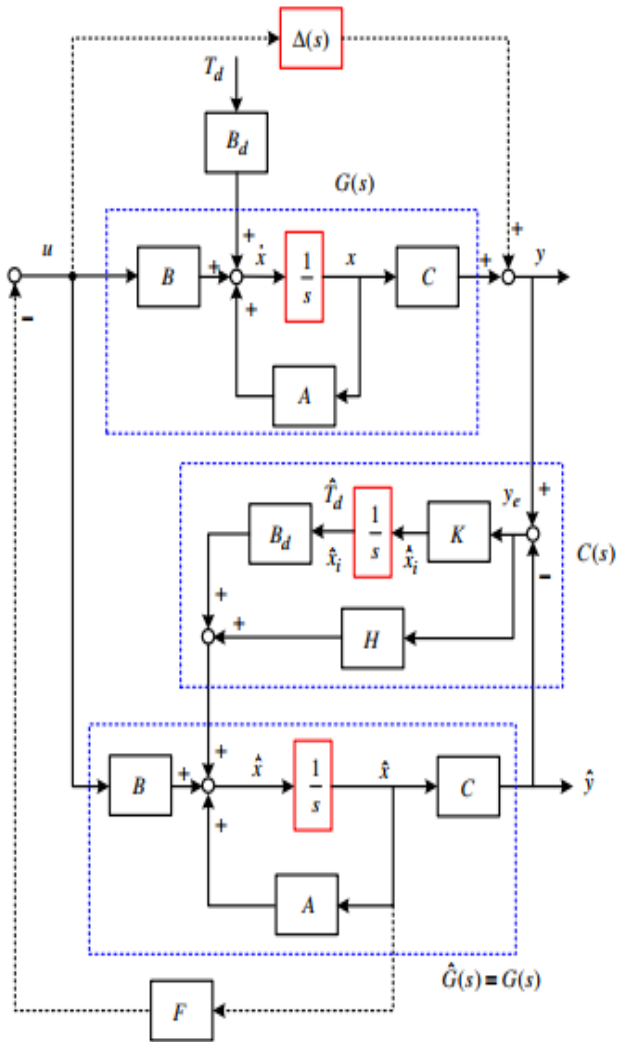 Δ(s)
T_d
B_d
G(s)
+
+
u
B
+
ẋ
1/s
x
C
+
y
+
−
A
T̂_d
y_e
+
B_d
1/s
K
C(s)
x̂_i
x̂̇_i
−
+
+
H
+
B
+
x̂̇
1/s
x̂
C
ŷ
+
A
Ĝ(s) ≡ G(s)
F